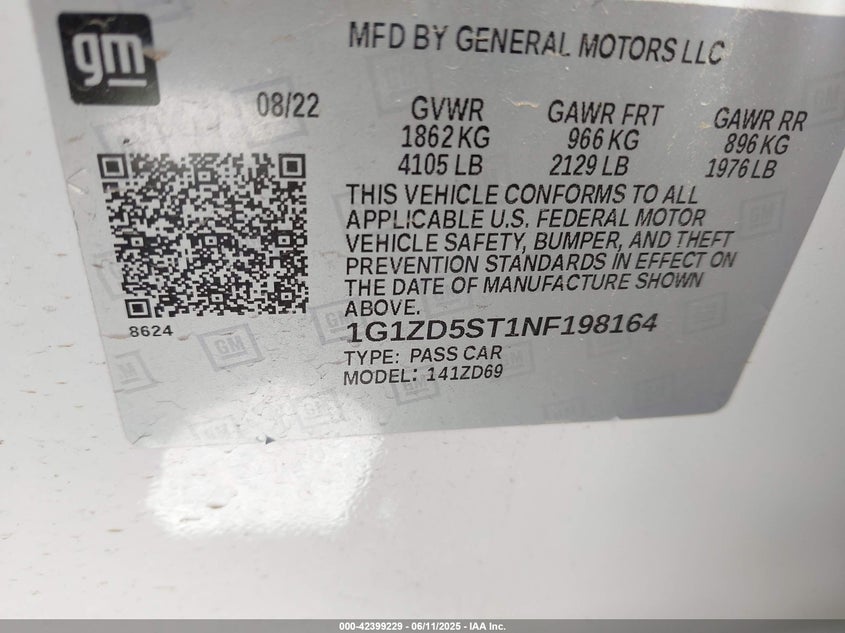 gm
MFD BY GENERAL MOTORS LLC
08/22
GVWR
1862 KG
4105 LB
GAWR FRT
966 KG
2129 LB
GAWR RR
896 KG
1976 LB
THIS VEHICLE CONFORMS TO ALL
APPLICABLE U.S. FEDERAL MOTOR
VEHICLE SAFETY, BUMPER, AND THEFT
PREVENTION STANDARDS IN EFFECT ON
THE DATE OF MANUFACTURE SHOWN
ABOVE.
8624
1G1ZD5ST1NF198164
TYPE: PASS CAR
MODEL: 141ZD69
000-42399229 - 06/11/2025 - IAA Inc.